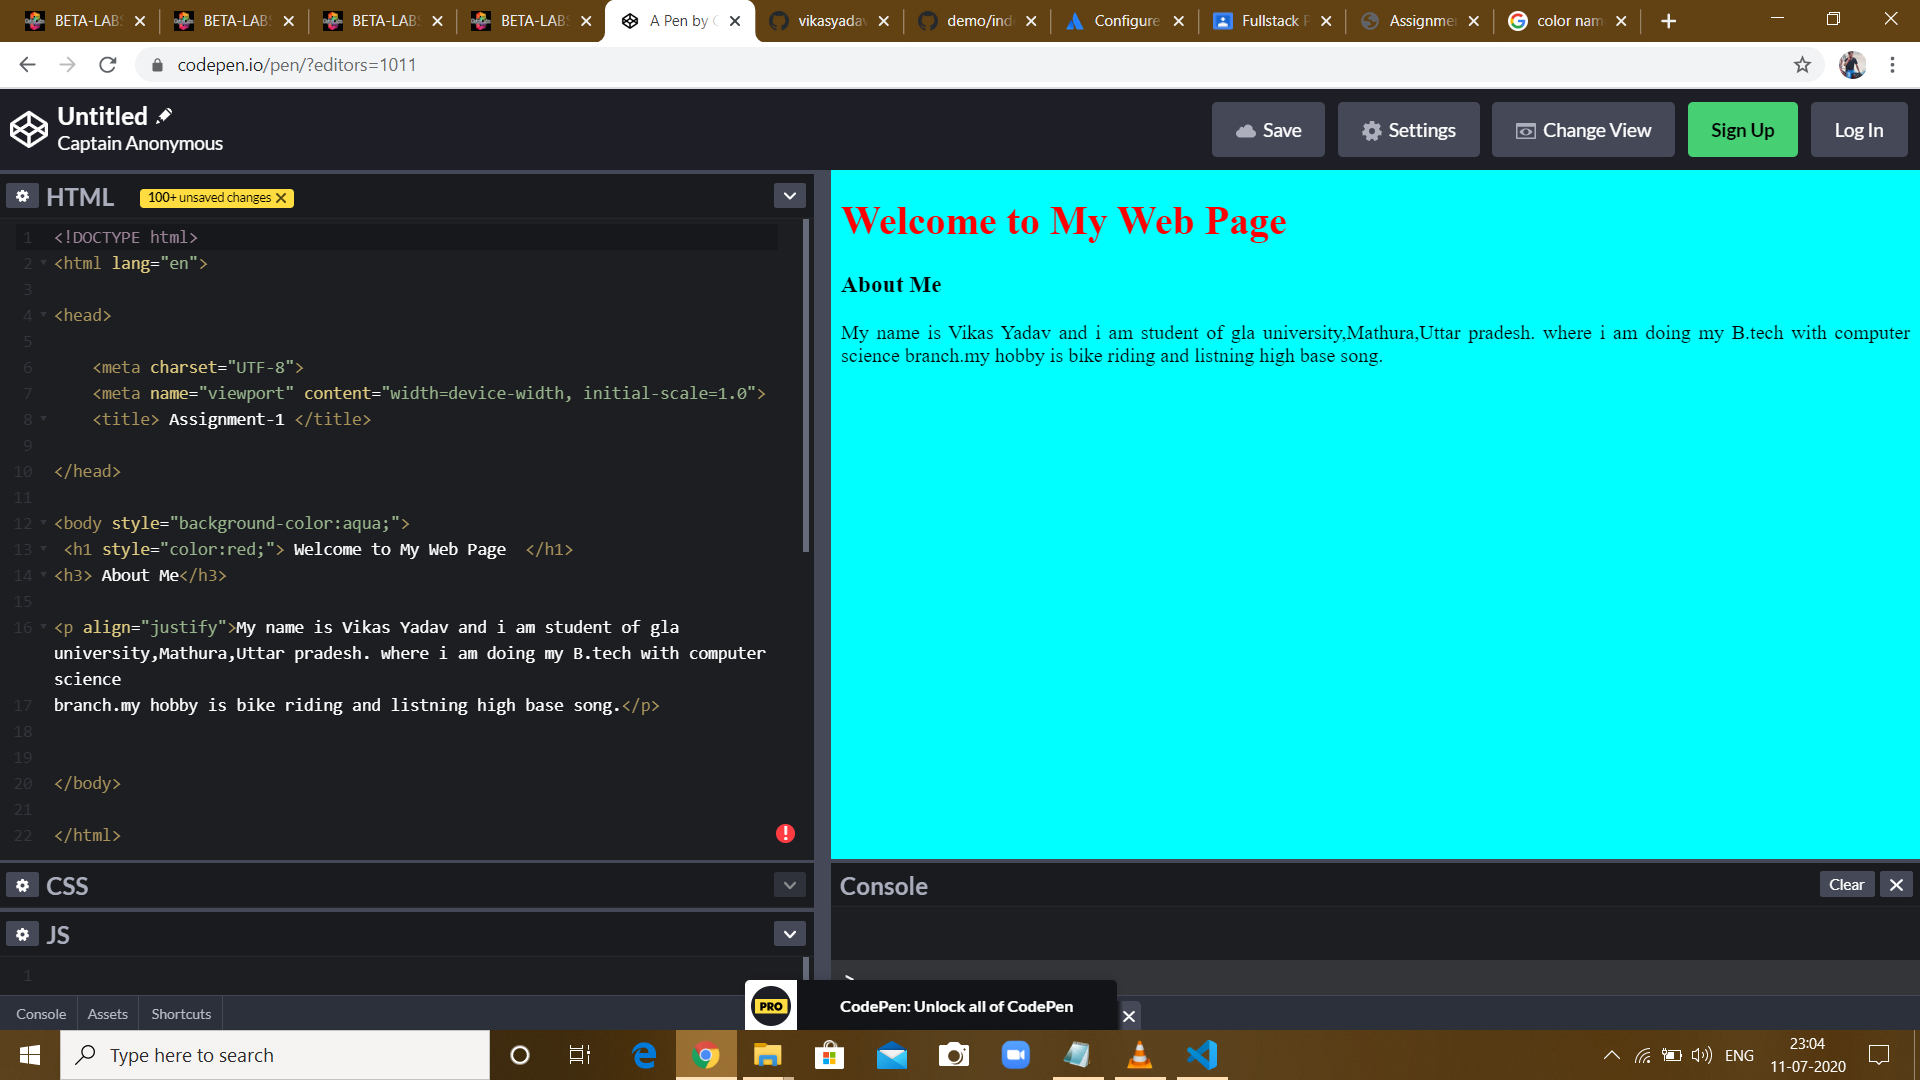 BETA-LABS
BETA-LABS
BETA-LABS
BETA-LABS
A Pen by
vikasyadav
demo/ind
Configure
Fullstack
Assignmen
color nam
codepen.io/pen/?editors=1011
Untitled
Captain Anonymous
Save
Settings
Change View
Sign Up
Log In
HTML
100+ unsaved changes
1 <!DOCTYPE html>
2 <html lang="en">
3
4 <head>
5
6 <meta charset="UTF-8">
7 <meta name="viewport" content="width=device-width, initial-scale=1.0">
8 <title> Assignment-1 </title>
9
10 </head>
11
12 <body style="background-color:aqua;">
13 <h1 style="color:red;"> Welcome to My Web Page  </h1>
14 <h3> About Me</h3>
15
16 <p align="justify">My name is Vikas Yadav and i am student of gla
university,Mathura,Uttar pradesh. where i am doing my B.tech with computer
science
17 branch.my hobby is bike riding and listning high base song.</p>
18
19
20 </body>
21
22 </html>
CSS
JS
1
Welcome to My Web Page
About Me
My name is Vikas Yadav and i am student of gla university,Mathura,Uttar pradesh. where i am doing my B.tech with computer
science branch.my hobby is bike riding and listning high base song.
Console
Clear
Console
Assets
Shortcuts
PRO
CodePen: Unlock all of CodePen
Type here to search
ENG
23:04
11-07-2020